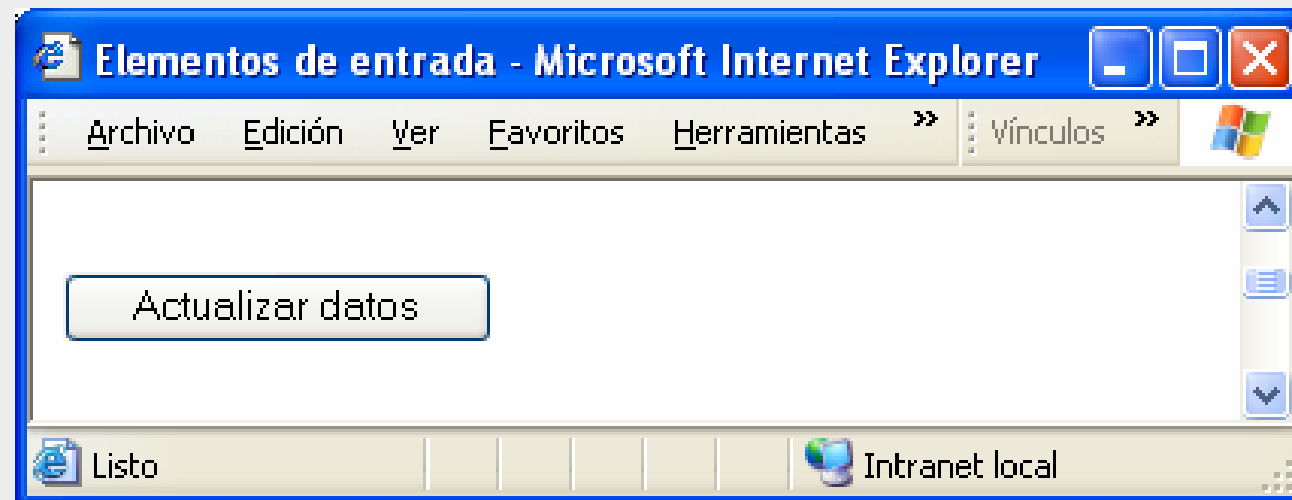 Elementos de entrada - Microsoft Internet Explorer
Archivo Edición Ver Favoritos Herramientas » Vínculos »
Actualizar datos
Listo Intranet local